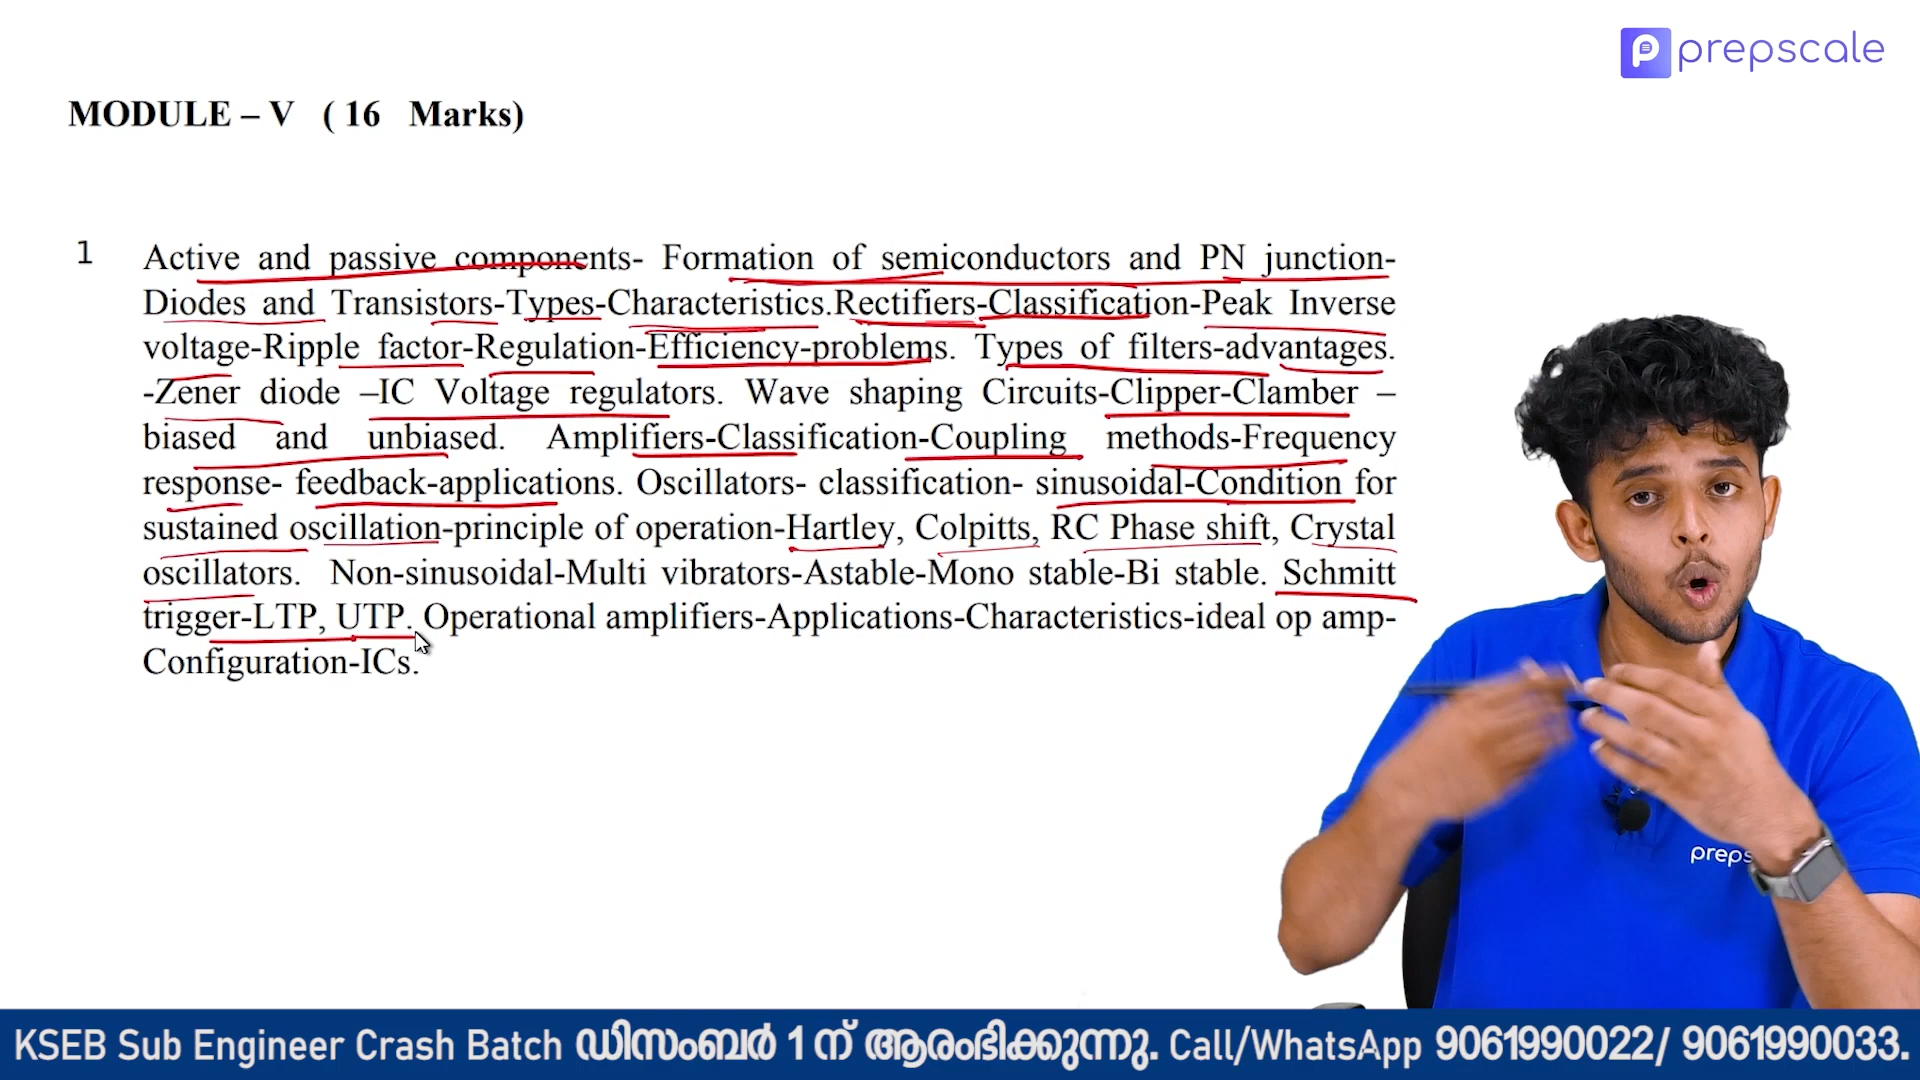 prepscale
MODULE – V ( 16 Marks)
1 Active and passive components- Formation of semiconductors and PN junction-
Diodes and Transistors-Types-Characteristics.Rectifiers-Classification-Peak Inverse
voltage-Ripple factor-Regulation-Efficiency-problems. Types of filters-advantages.
-Zener diode –IC Voltage regulators. Wave shaping Circuits-Clipper-Clamber –
biased and unbiased. Amplifiers-Classification-Coupling methods-Frequency
response- feedback-applications. Oscillators- classification- sinusoidal-Condition for
sustained oscillation-principle of operation-Hartley, Colpitts, RC Phase shift, Crystal
oscillators. Non-sinusoidal-Multi vibrators-Astable-Mono stable-Bi stable. Schmitt
trigger-LTP, UTP. Operational amplifiers-Applications-Characteristics-ideal op amp-
Configuration-ICs.
preps
KSEB Sub Engineer Crash Batch ഡിസംബർ 1 ന് ആരംഭിക്കുന്നു. Call/WhatsApp 9061990022/ 9061990033.